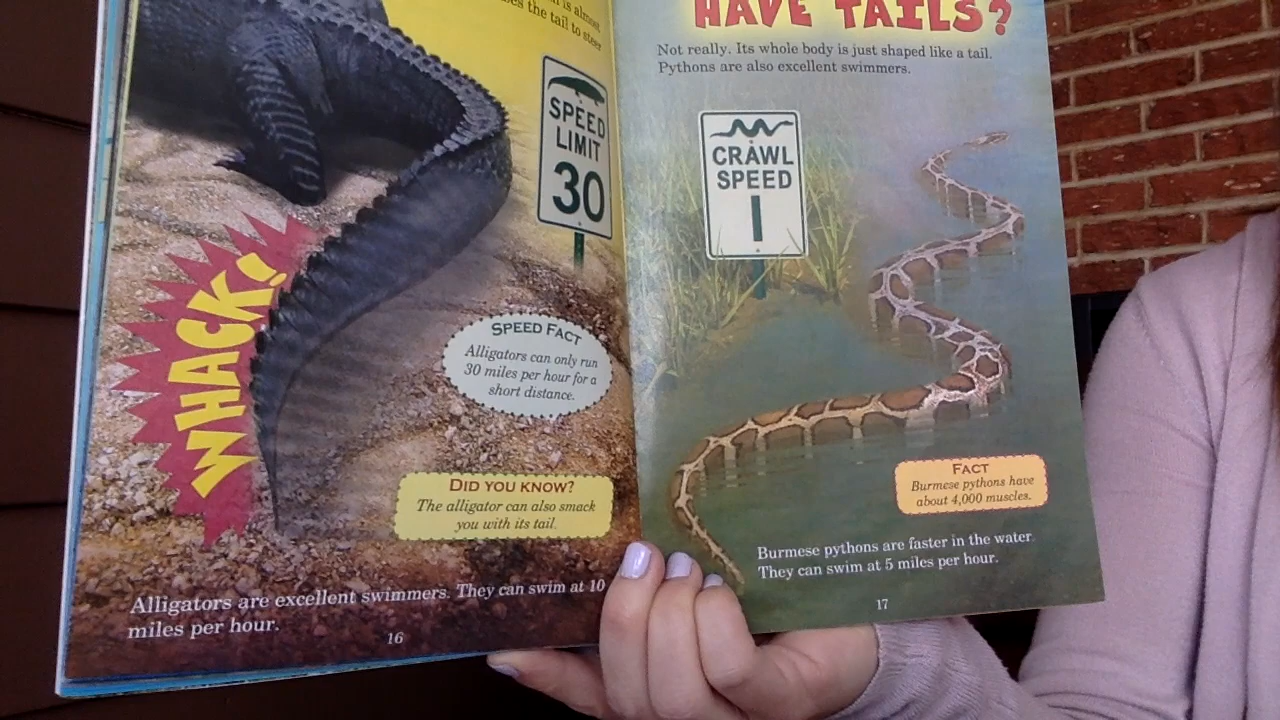 is almost
the tail to steer
SPEED
LIMIT
30
WHACK!
SPEED FACT
Alligators can only run
30 miles per hour for a
short distance.
DID YOU KNOW?
The alligator can also smack
you with its tail.
Alligators are excellent swimmers. They can swim at 10
miles per hour.
16
HAVE TAILS?
Not really. Its whole body is just shaped like a tail.
Pythons are also excellent swimmers.
CRAWL
SPEED
1
FACT
Burmese pythons have
about 4,000 muscles.
Burmese pythons are faster in the water.
They can swim at 5 miles per hour.
17